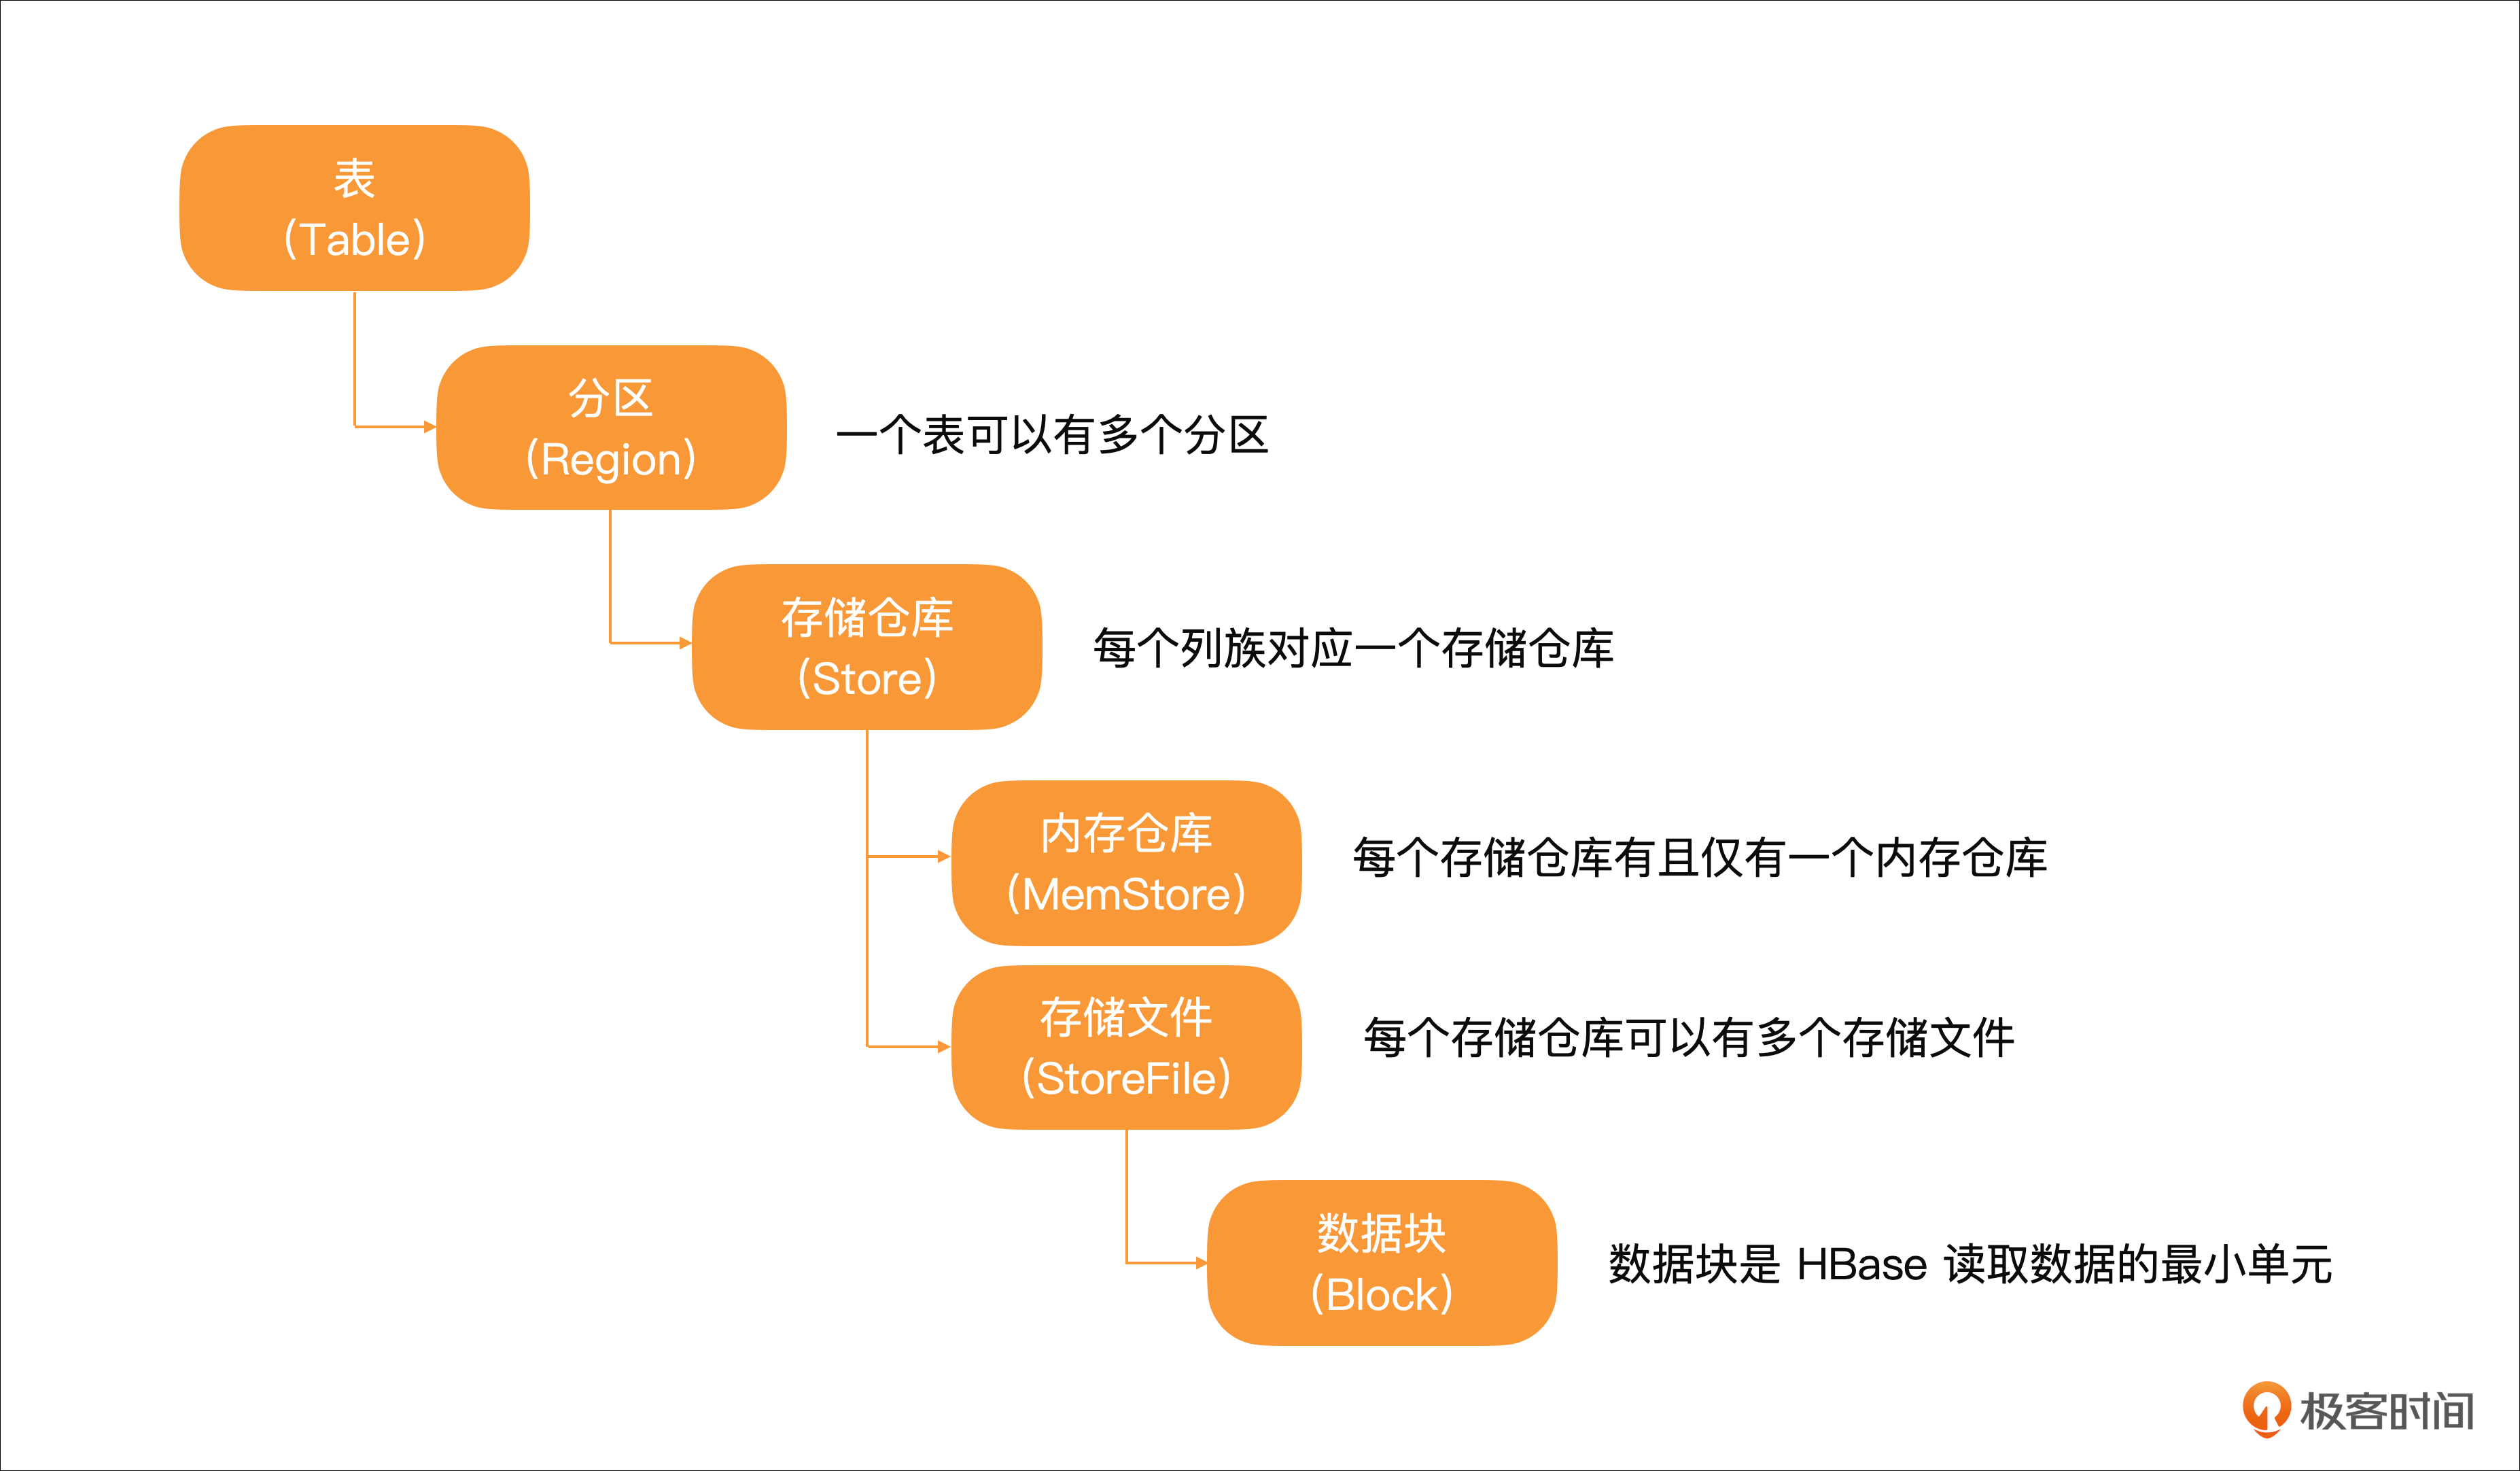 表
(Table)
分区
(Region)
一个表可以有多个分区
存储仓库
(Store)
每个列族对应一个存储仓库
内存仓库
(MemStore)
每个存储仓库有且仅有一个内存仓库
存储文件
(StoreFile)
每个存储仓库可以有多个存储文件
数据块
(Block)
数据块是 HBase 读取数据的最小单元
极客时间